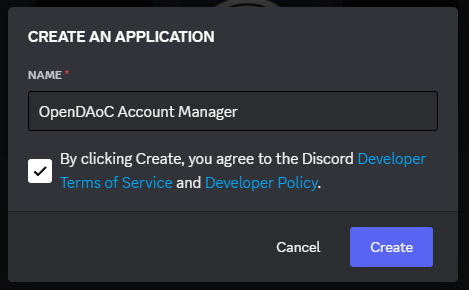 CREATE AN APPLICATION
NAME *
OpenDAoC Account Manager
By clicking Create, you agree to the Discord Developer
Terms of Service and Developer Policy.
Cancel
Create